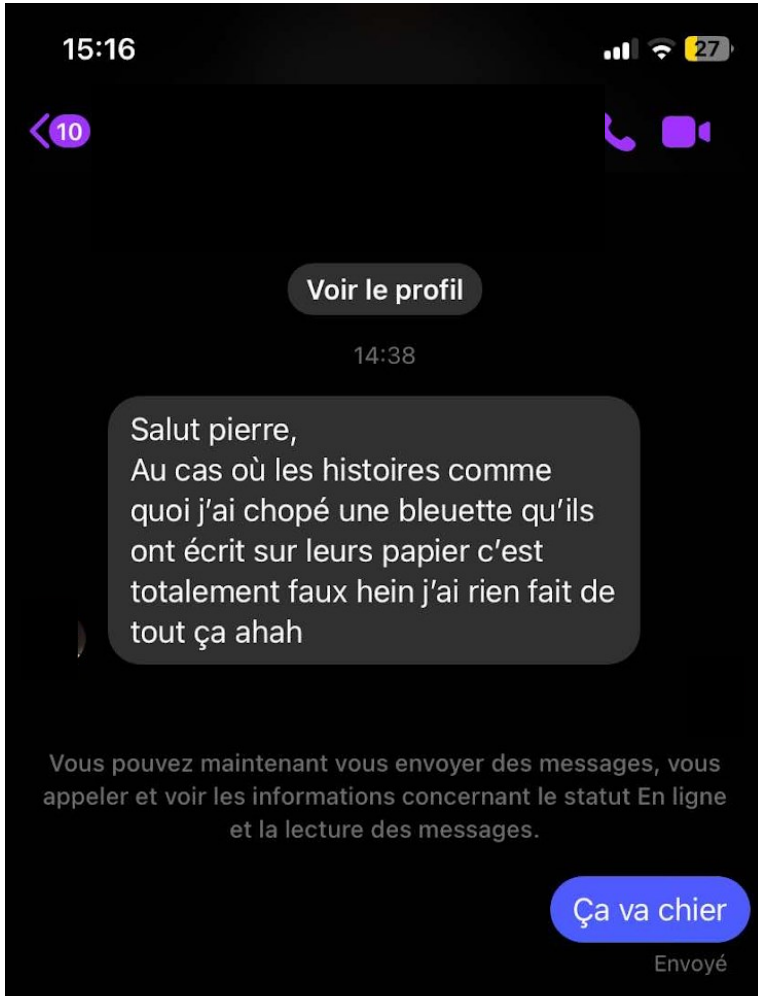 15:16
27
10
Voir le profil
14:38
Salut pierre,
Au cas où les histoires comme
quoi j'ai chopé une bleuette qu'ils
ont écrit sur leurs papier c'est
totalement faux hein j'ai rien fait de
tout ça ahah
Vous pouvez maintenant vous envoyer des messages, vous
appeler et voir les informations concernant le statut En ligne
et la lecture des messages.
Ça va chier
Envoyé